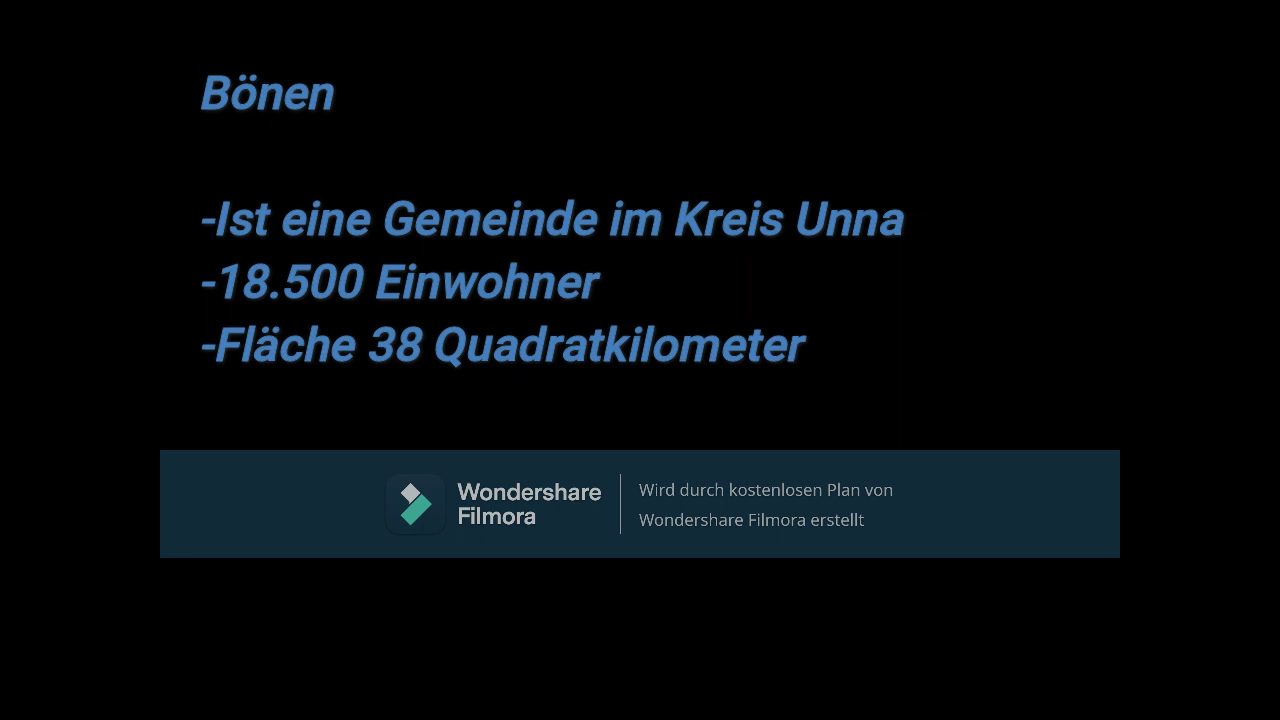 Bönen
-Ist eine Gemeinde im Kreis Unna
-18.500 Einwohner
-Fläche 38 Quadratkilometer
Wondershare
Filmora
Wird durch kostenlosen Plan von
Wondershare Filmora erstellt